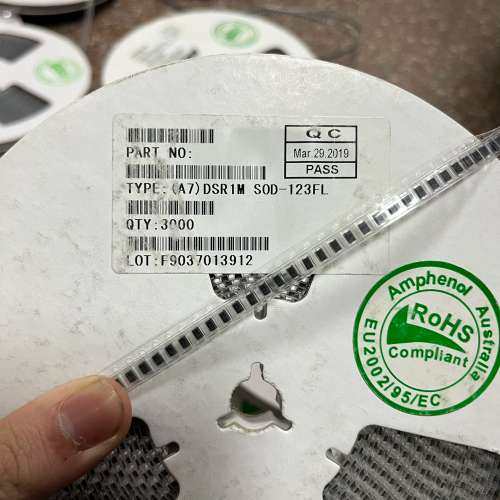 PART NO:
TYPE:(A7)DSR1M SOD-123FL
QTY:3000
LOT:F9037013912
QC
Mar.29.2019
PASS
Amphenol Australia
RoHS
Compliant
EU2002/95/EC